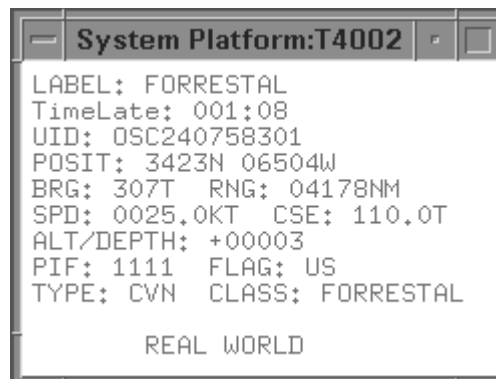 System Platform:T4002
LABEL: FORRESTAL
TimeLate: 001:08
UID: OSC240758301
POSIT: 3423N 06504W
BRG: 307T RNG: 04178NM
SPD: 0025.0KT CSE: 110.0T
ALT/DEPTH: +00003
PIF: 1111 FLAG: US
TYPE: CVN CLASS: FORRESTAL
REAL WORLD